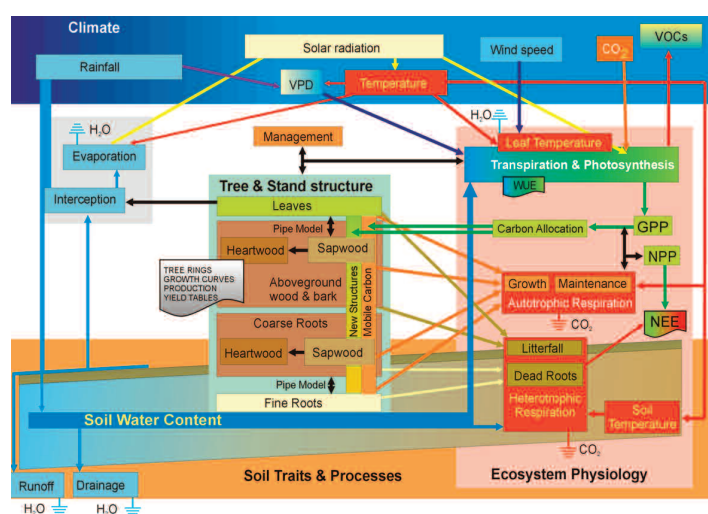 Climate
Solar radiation
Wind speed
CO2
VOCs
Rainfall
VPD
Temperature
H2O
H2O
Evaporation
Management
Leaf Temperature
Transpiration & Photosynthesis
WUE
Interception
Tree & Stand structure
Leaves
Pipe Model
Carbon Allocation
GPP
NPP
Heartwood
Sapwood
TREE RINGS
GROWTH CURVES
PRODUCTION
YIELD TABLES
Aboveground
wood & bark
New Structures
Mobile Carbon
Growth
Maintenance
Autotrophic Respiration
CO2
NEE
Coarse Roots
Heartwood
Sapwood
Litterfall
Dead Roots
Pipe Model
Fine Roots
Heterotrophic
Respiration
Soil
Temperature
Soil Water Content
CO2
Soil Traits & Processes
Ecosystem Physiology
Runoff
Drainage
H2O
H2O